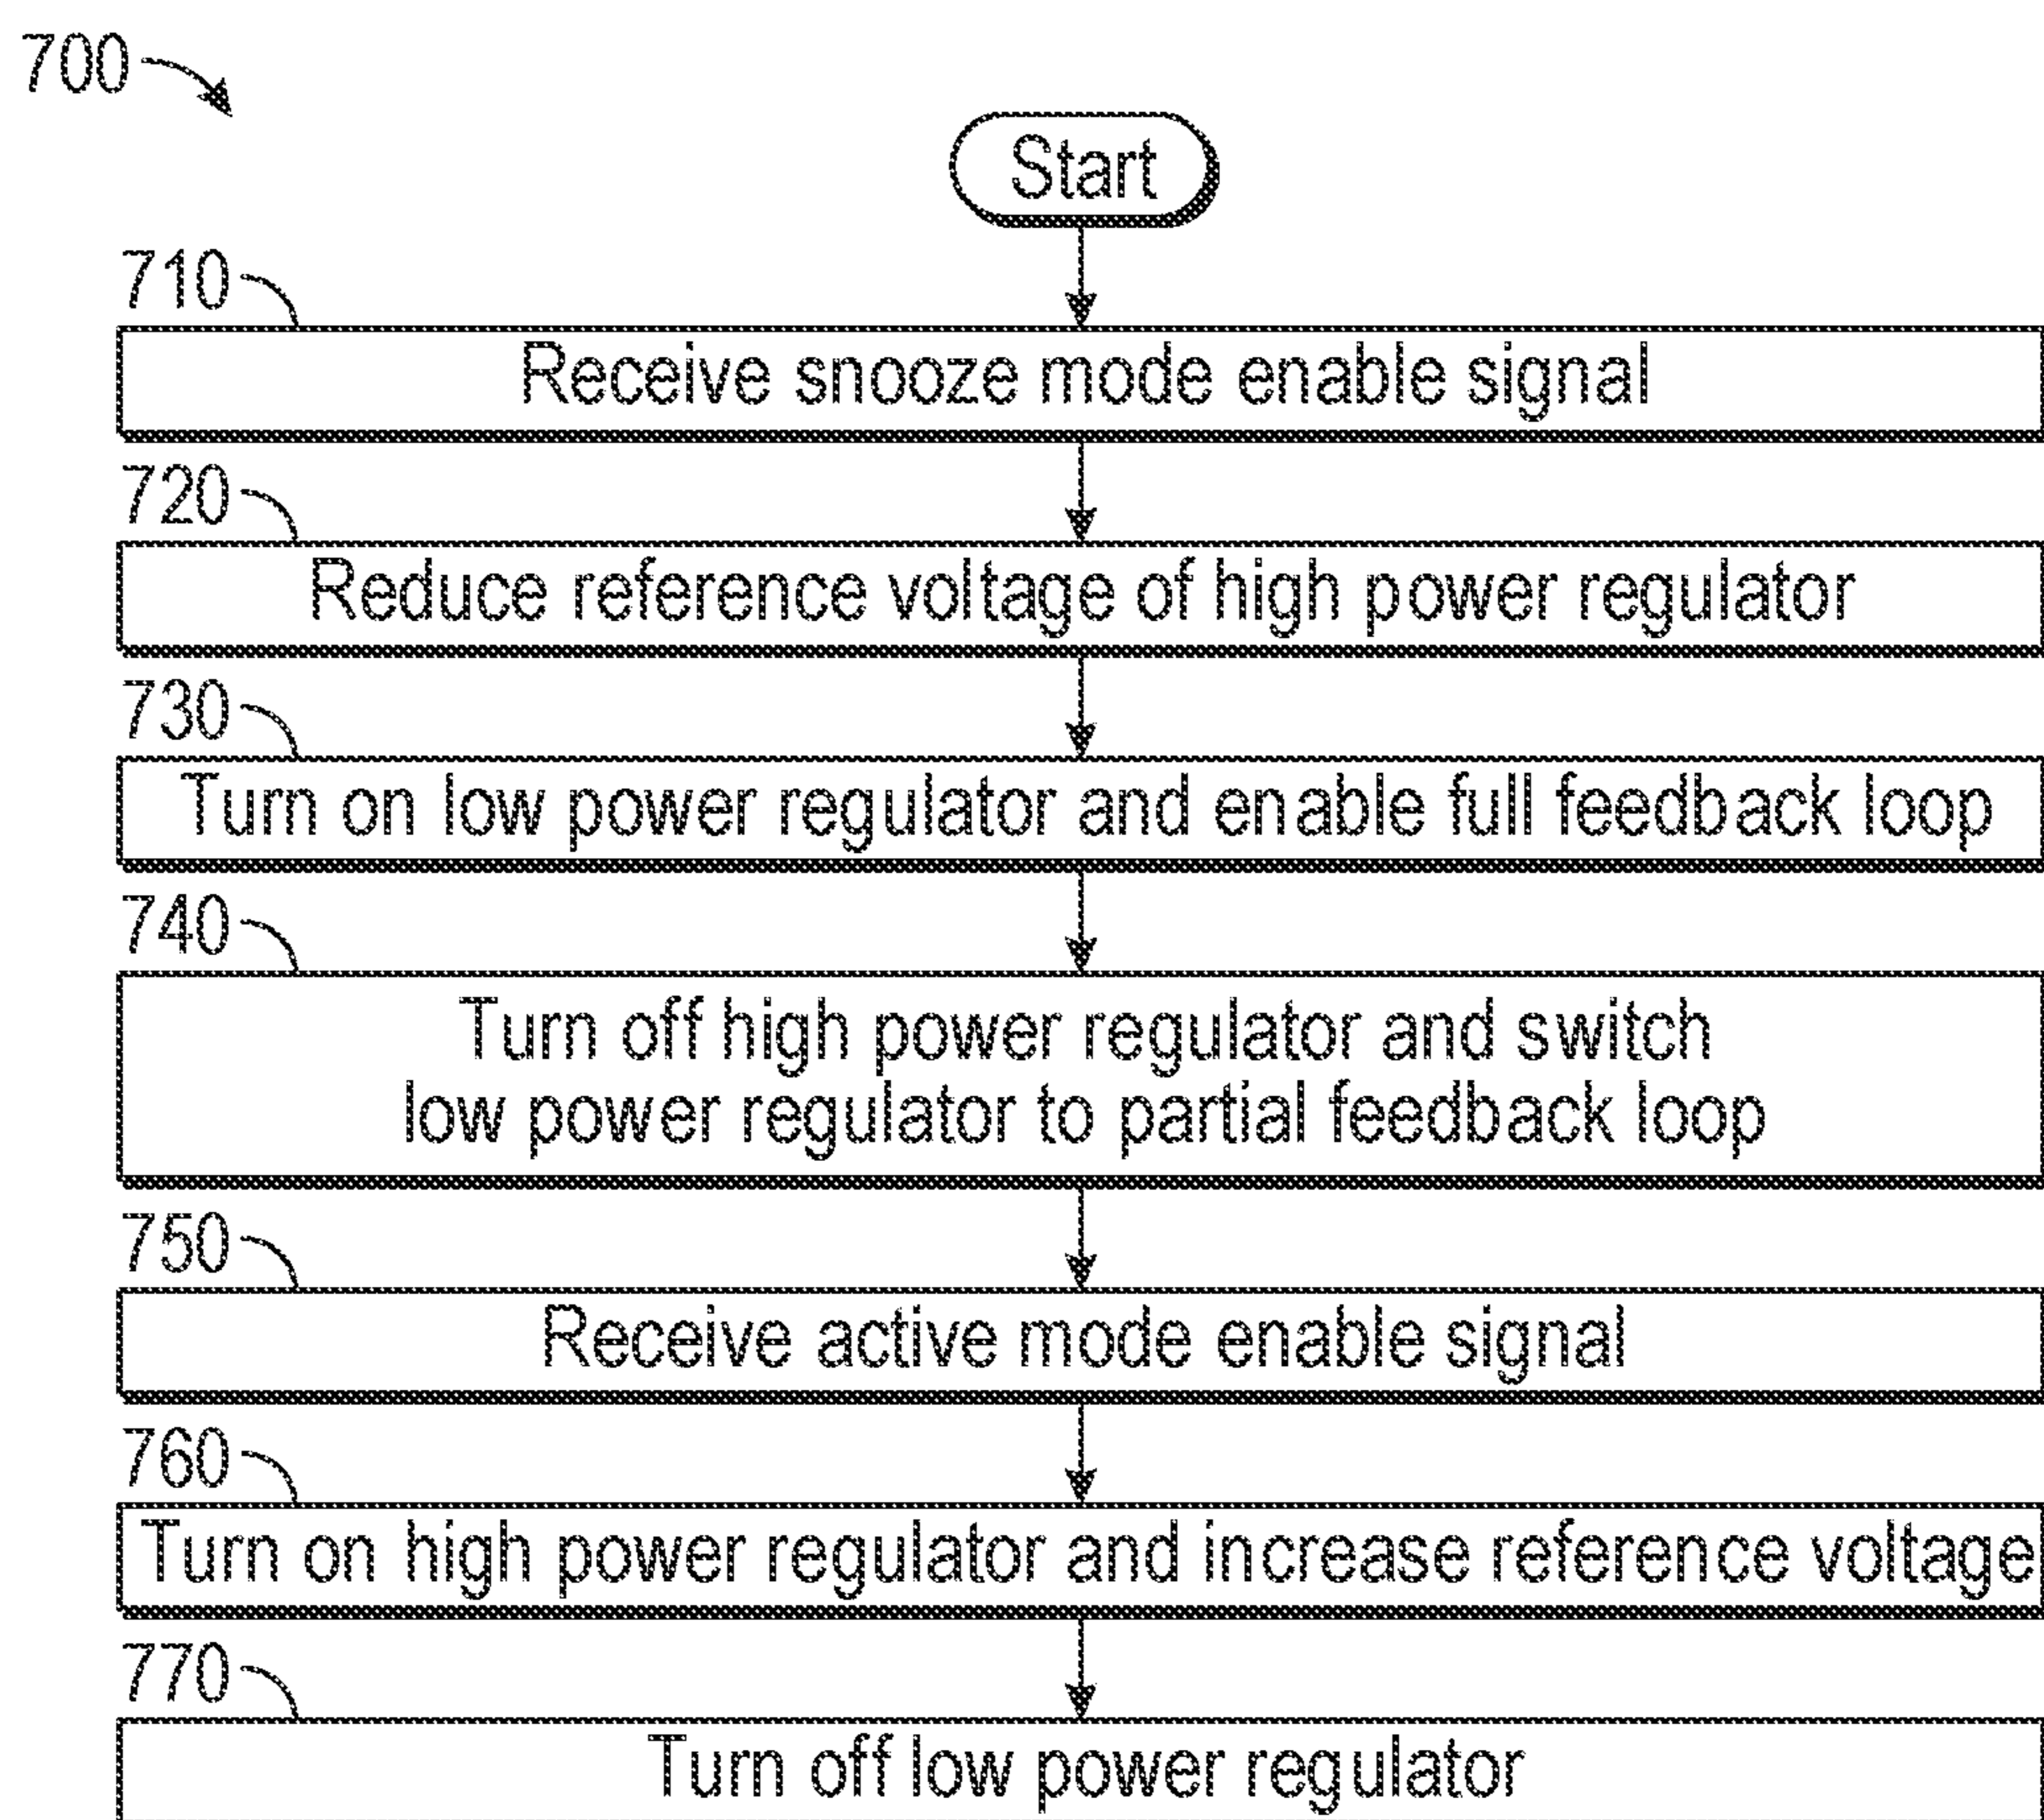 700
Start
710
Receive snooze mode enable signal
720
Reduce reference voltage of high power regulator
730
Turn on low power regulator and enable full feedback loop
740
Turn off high power regulator and switch
low power regulator to partial feedback loop
750
Receive active mode enable signal
760
Turn on high power regulator and increase reference voltage
770
Turn off low power regulator